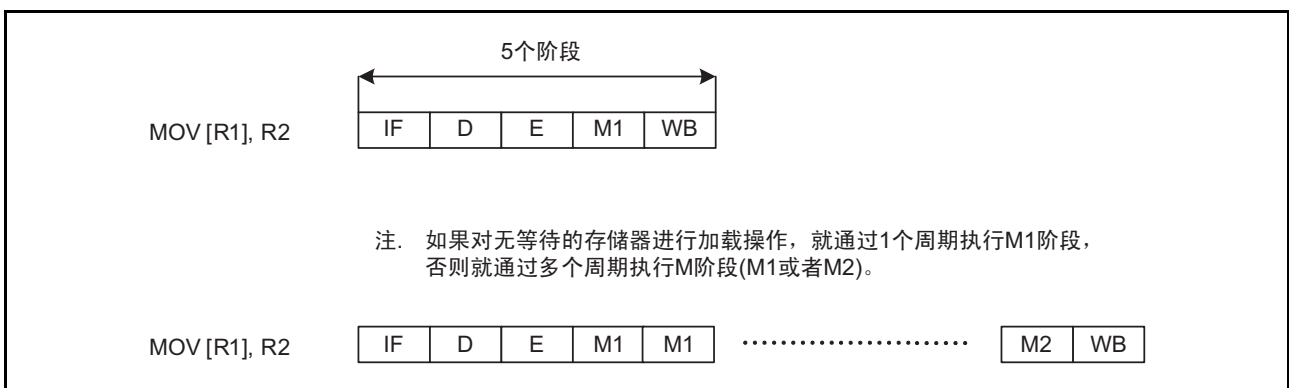 5个阶段
MOV [R1], R2 IF D E M1 WB
注. 如果对无等待的存储器进行加载操作，就通过1个周期执行M1阶段，
否则就通过多个周期执行M阶段(M1或者M2)。
MOV [R1], R2 IF D E M1 M1 ························ M2 WB